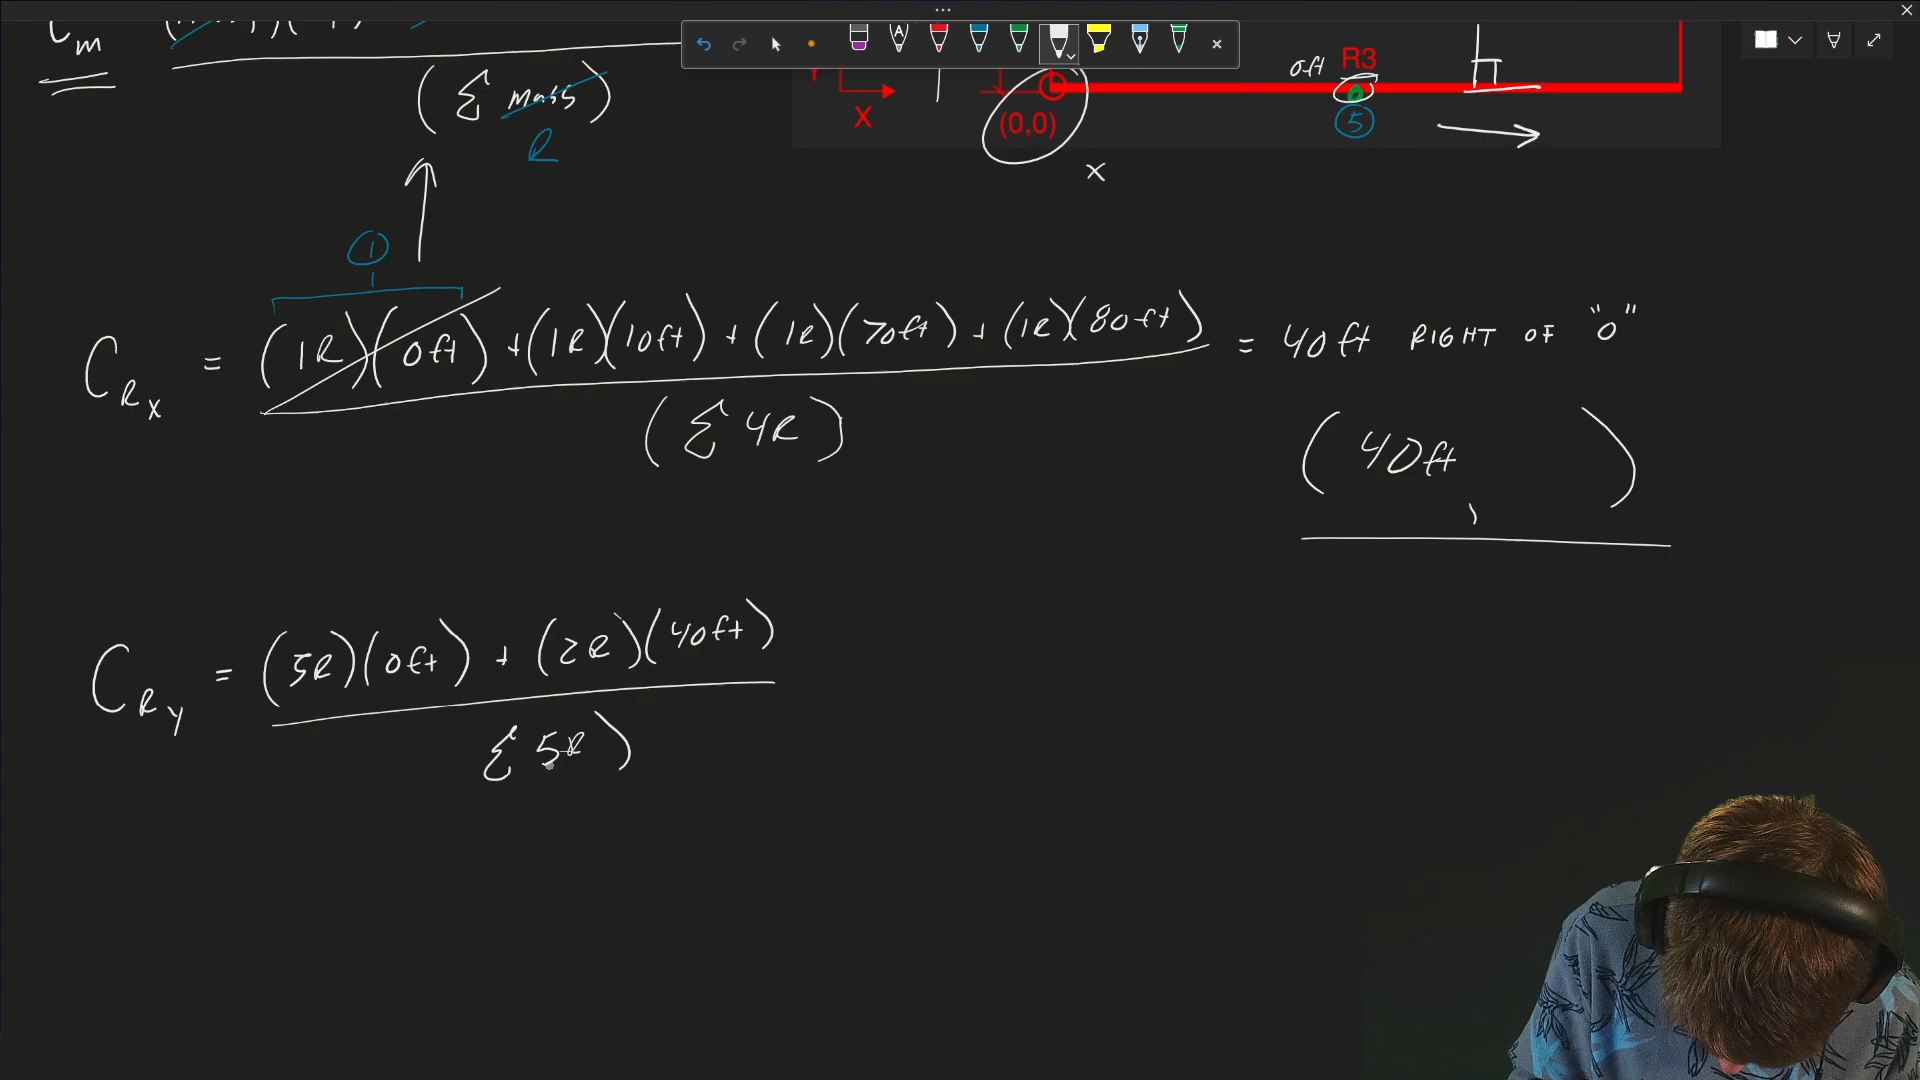 Cm
( Σ mass )
R
R3
0ft
5
X
(0,0)
x
H
1
C_Rx = (1R)(0ft) + (1R)(10ft) + (1R)(70ft) + (1R)(80ft) = 40ft RIGHT OF "0"
( Σ 4R )
( 40ft , )
C_Ry = (5R)(0ft) + (2R)(40ft)
Σ 5R )